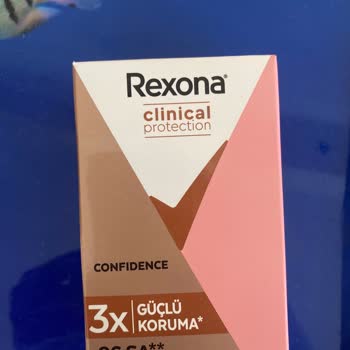 Rexona®
clinical
protection
CONFIDENCE
3x
GÜÇLÜ
KORUMA*